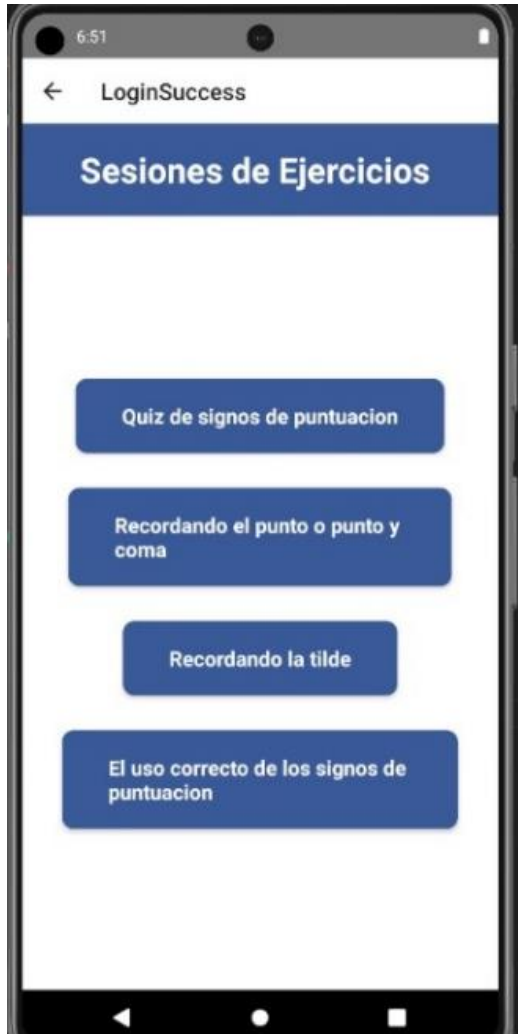 6:51
LoginSuccess
Sesiones de Ejercicios
Quiz de signos de puntuacion
Recordando el punto o punto y
coma
Recordando la tilde
El uso correcto de los signos de
puntuacion